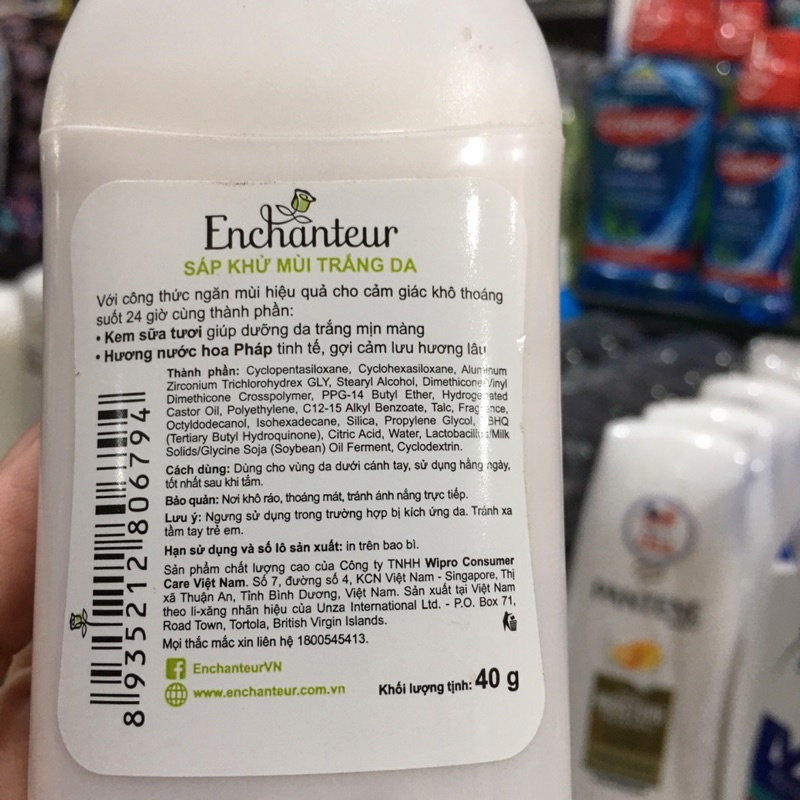 Enchanteur
SÁP KHỬ MÙI TRẮNG DA
Với công thức ngăn mùi hiệu quả cho cảm giác khô thoáng
suốt 24 giờ cùng thành phần:
• Kem sữa tươi giúp dưỡng da trắng mịn màng
• Hương nước hoa Pháp tinh tế, gợi cảm lưu hương lâu
Thành phần: Cyclopentasiloxane, Cyclohexasiloxane, Aluminum
Zirconium Trichlorohydrex GLY, Stearyl Alcohol, Dimethicone/Vinyl
Dimethicone Crosspolymer, PPG-14 Butyl Ether, Hydrogenated
Castor Oil, Polyethylene, C12-15 Alkyl Benzoate, Talc, Fragrance,
Octyldodecanol, Isohexadecane, Silica, Propylene Glycol, TBHQ
(Tertiary Butyl Hydroquinone), Citric Acid, Water, Lactobacillus/Milk
Solids/Glycine Soja (Soybean) Oil Ferment, Cyclodextrin.
Cách dùng: Dùng cho vùng da dưới cánh tay, sử dụng hằng ngày,
tốt nhất sau khi tắm.
Bảo quản: Nơi khô ráo, thoáng mát, tránh ánh nắng trực tiếp.
Lưu ý: Ngưng sử dụng trong trường hợp bị kích ứng da. Tránh xa
tầm tay trẻ em.
Hạn sử dụng và số lô sản xuất: in trên bao bì.
Sản phẩm chất lượng cao của Công ty TNHH Wipro Consumer
Care Việt Nam. Số 7, đường số 4, KCN Việt Nam - Singapore, Thị
xã Thuận An, Tỉnh Bình Dương, Việt Nam. Sản xuất tại Việt Nam
theo li-xăng nhãn hiệu của Unza International Ltd. - P.O. Box 71,
Road Town, Tortola, British Virgin Islands.
Mọi thắc mắc xin liên hệ 1800545413.
EnchanteurVN
www.enchanteur.com.vn
Khối lượng tịnh: 40 g
8 935212 806794
PANTENE